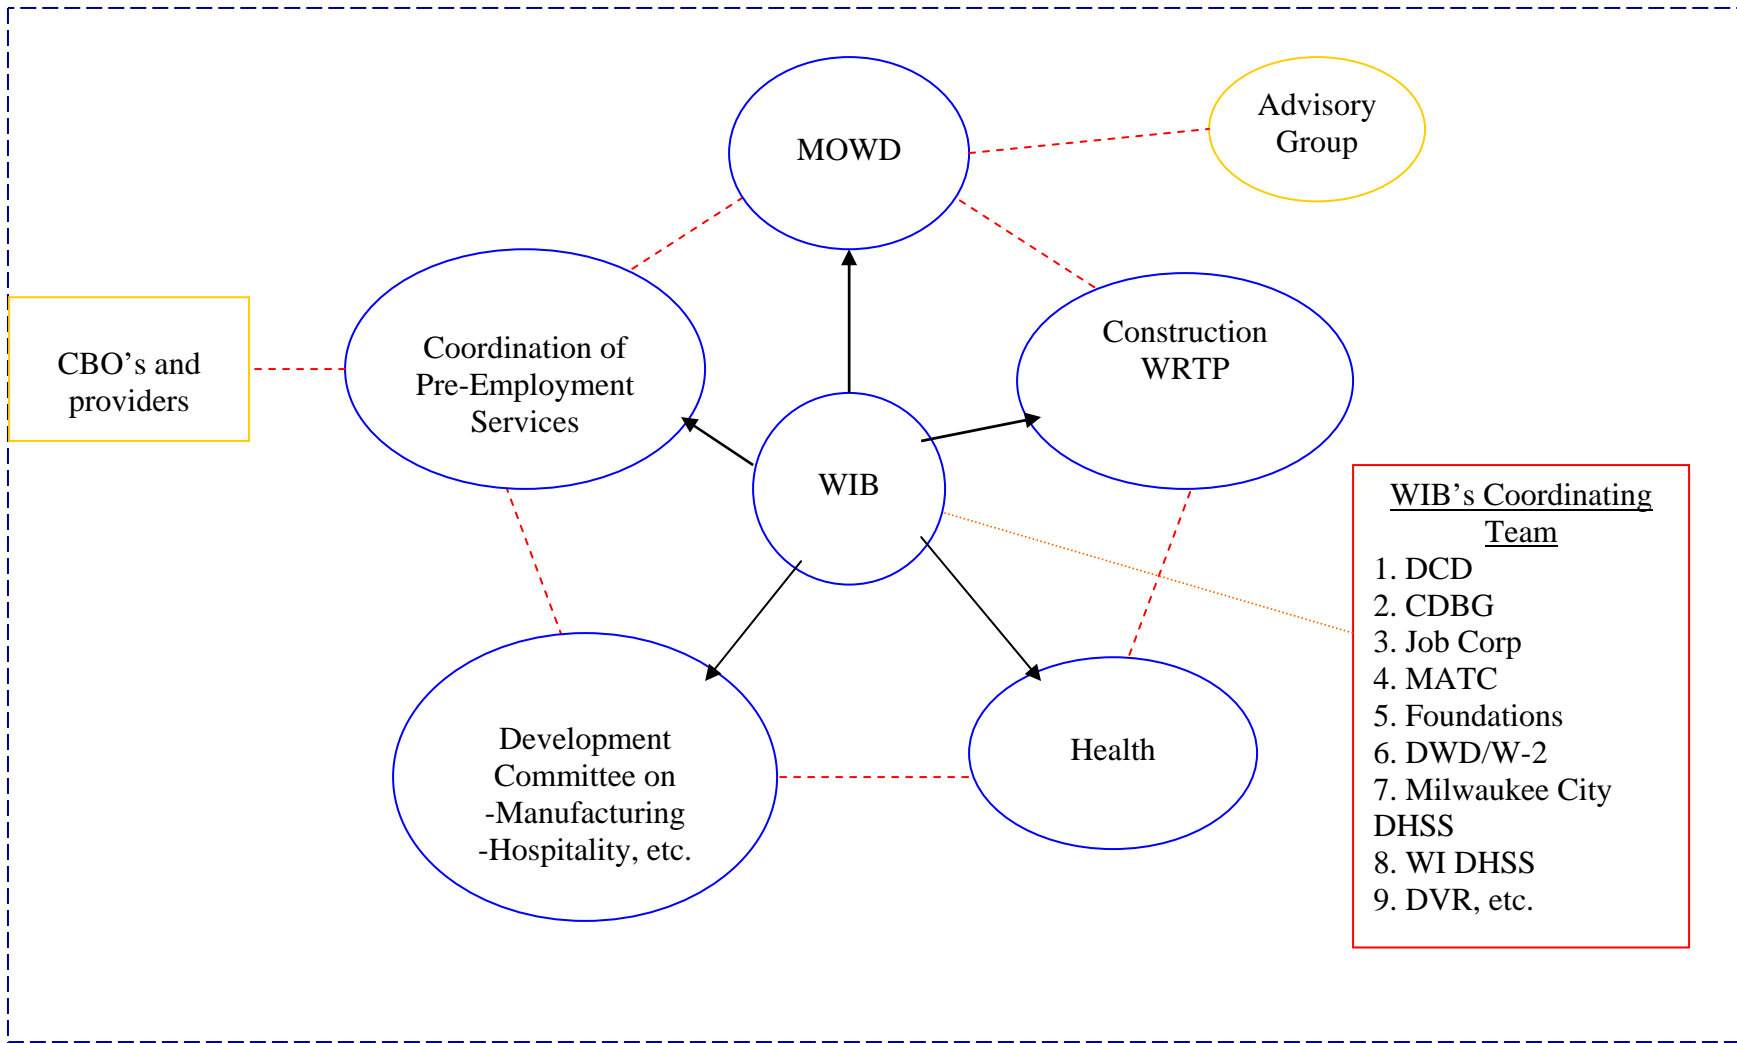 MOWD
Advisory
Group
Coordination of
Pre-Employment
Services
Construction
WRTP
CBO’s and
providers
WIB
WIB’s Coordinating
Team
1. DCD
2. CDBG
3. Job Corp
4. MATC
5. Foundations
6. DWD/W-2
7. Milwaukee City
DHSS
8. WI DHSS
9. DVR, etc.
Development
Committee on
-Manufacturing
-Hospitality, etc.
Health